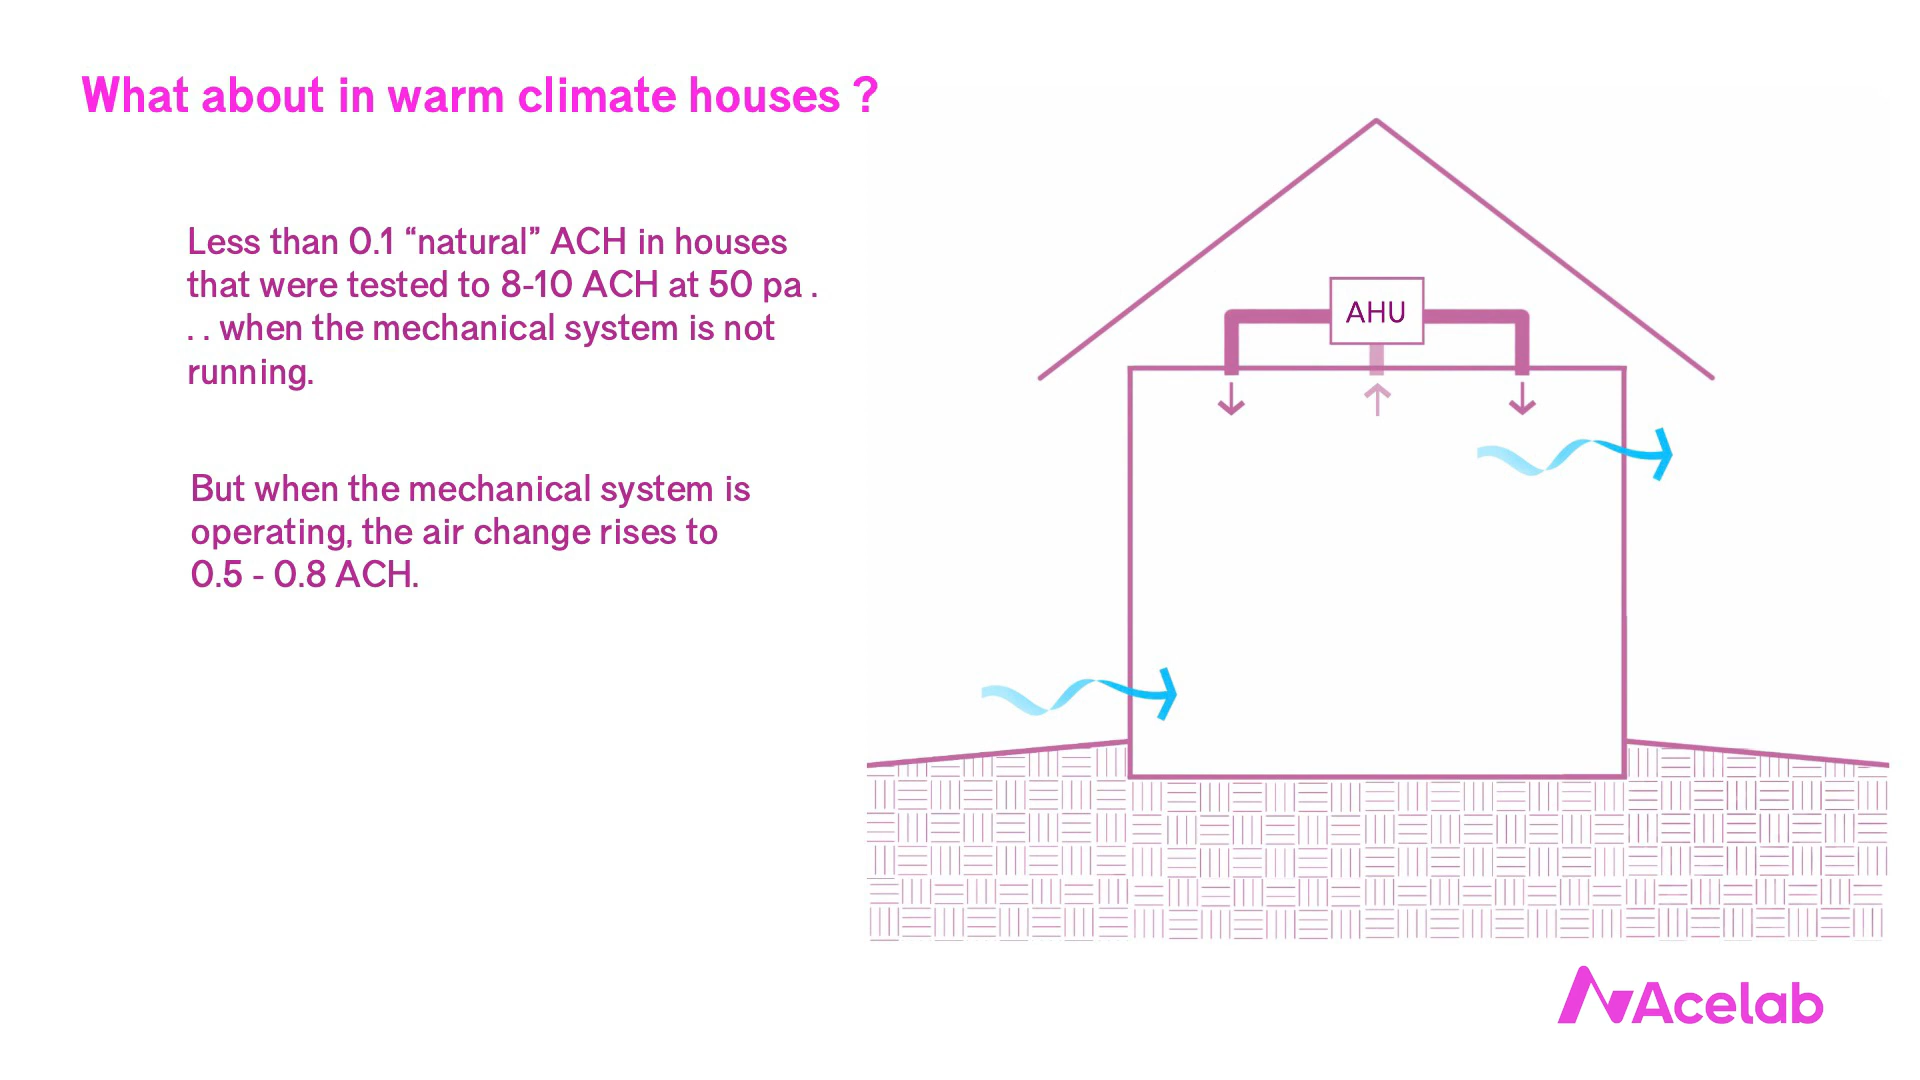 What about in warm climate houses ?
Less than 0.1 “natural” ACH in houses
that were tested to 8-10 ACH at 50 pa .
. . when the mechanical system is not
running.
But when the mechanical system is
operating, the air change rises to
0.5 - 0.8 ACH.
AHU
Acelab